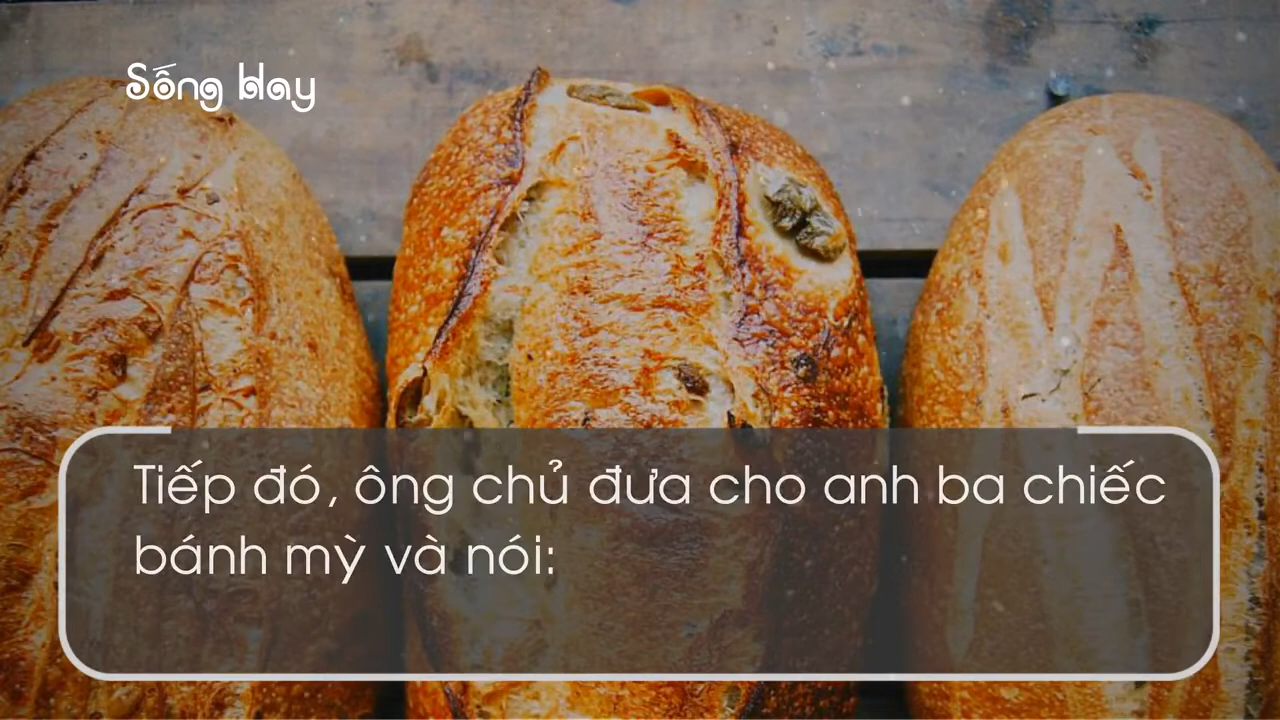 Sống Hay
Tiếp đó, ông chủ đưa cho anh ba chiếc
bánh mỳ và nói: